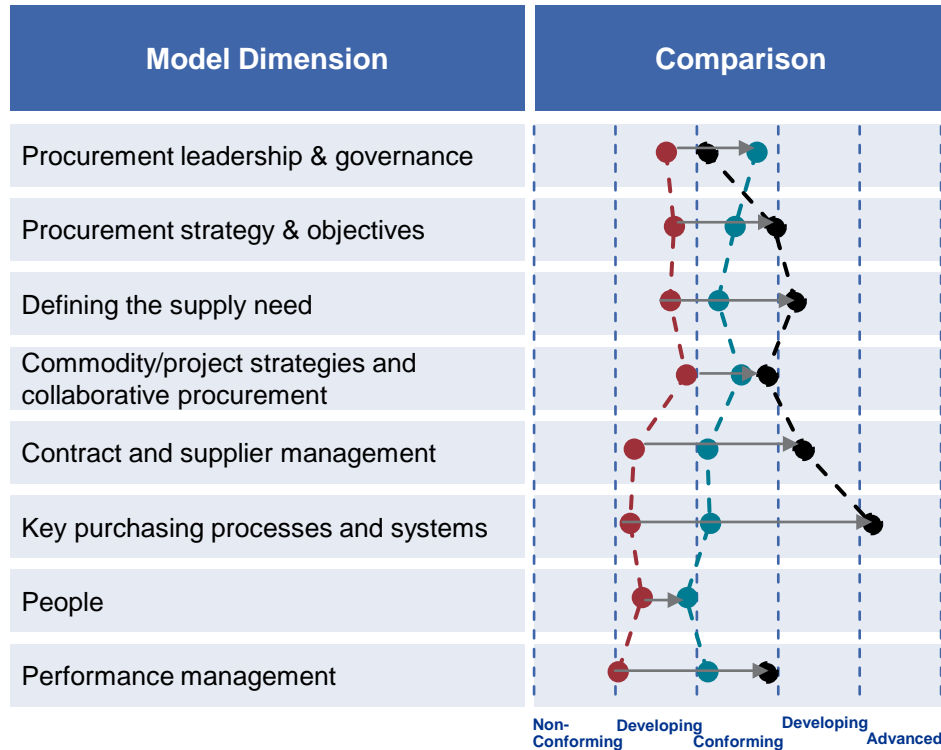 Model Dimension
Comparison
Procurement leadership & governance
Procurement strategy & objectives
Defining the supply need
Commodity/project strategies and
collaborative procurement
Contract and supplier management
Key purchasing processes and systems
People
Performance management
Non-
Conforming
Developing
Conforming
Developing
Advanced